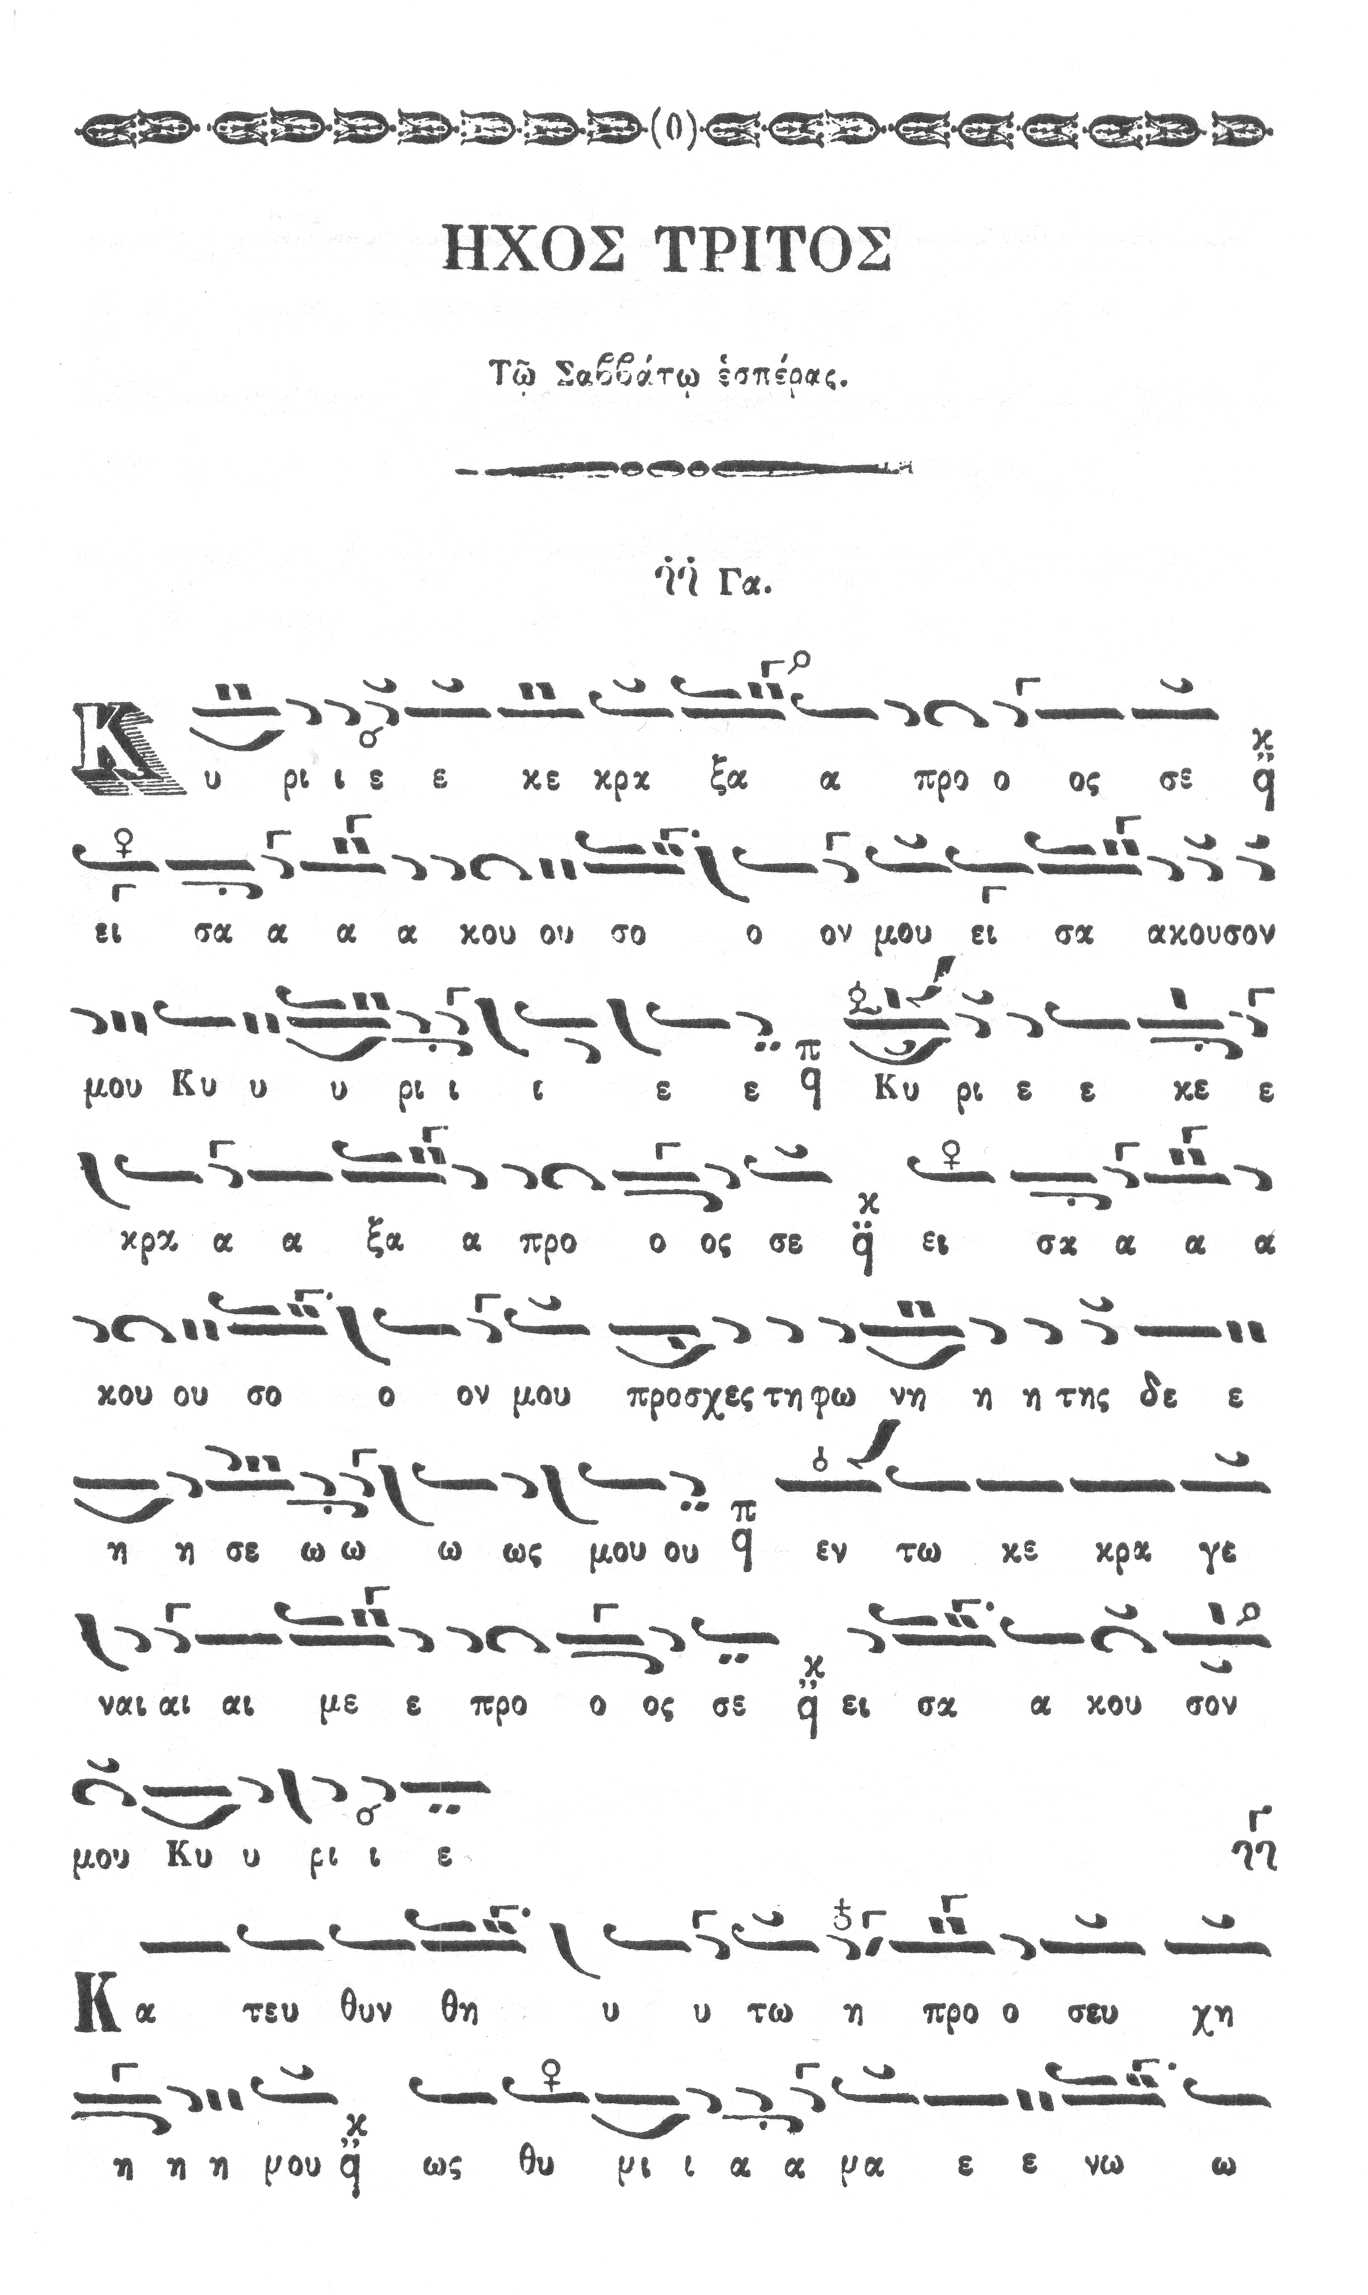 ΗΧΟΣ ΤΡΙΤΟΣ
Τῷ Σαββάτῳ ἑσπέρας.
Γα.
Κ υ ρι ι ε ε κε κρα ξα α προ ο ος σε
ει σα α α α κου ου σο ο ον μου ει σα ακουσον
μου Κυ υ υ ρι ι ι ε ε π Κυ ρι ε ε κε ε
κρα α α ξα α προ ο ος σε ει σα α α α
κου ου σο ο ον μου προσχες τη φω νη η η της δε ε
η η σε ω ω ω ως μου ου π εν τω κε κρα γε
ναι αι αι με ε προ ο ος σε ει σα α κου σον
μου Κυ υ ρι ι ε
Κ α τευ θυν θη υ υ τω η προ ο σευ χη
η η η μου ως θυ μι ι α α μα ε ε νω ω